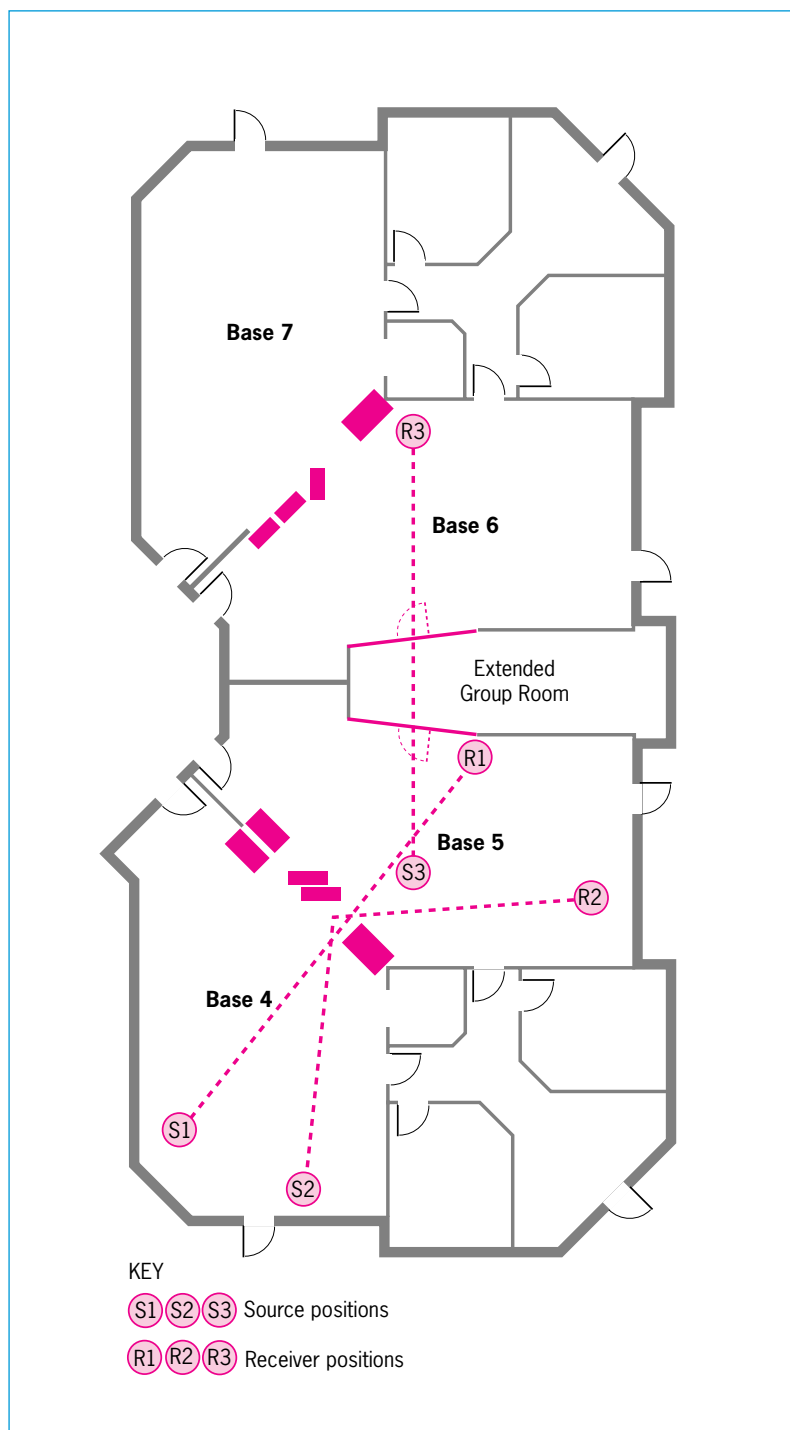 Base 7
R3
Base 6
Extended
Group Room
R1
Base 5
S3
R2
Base 4
S1
S2
KEY
S1 S2 S3 Source positions
R1 R2 R3 Receiver positions